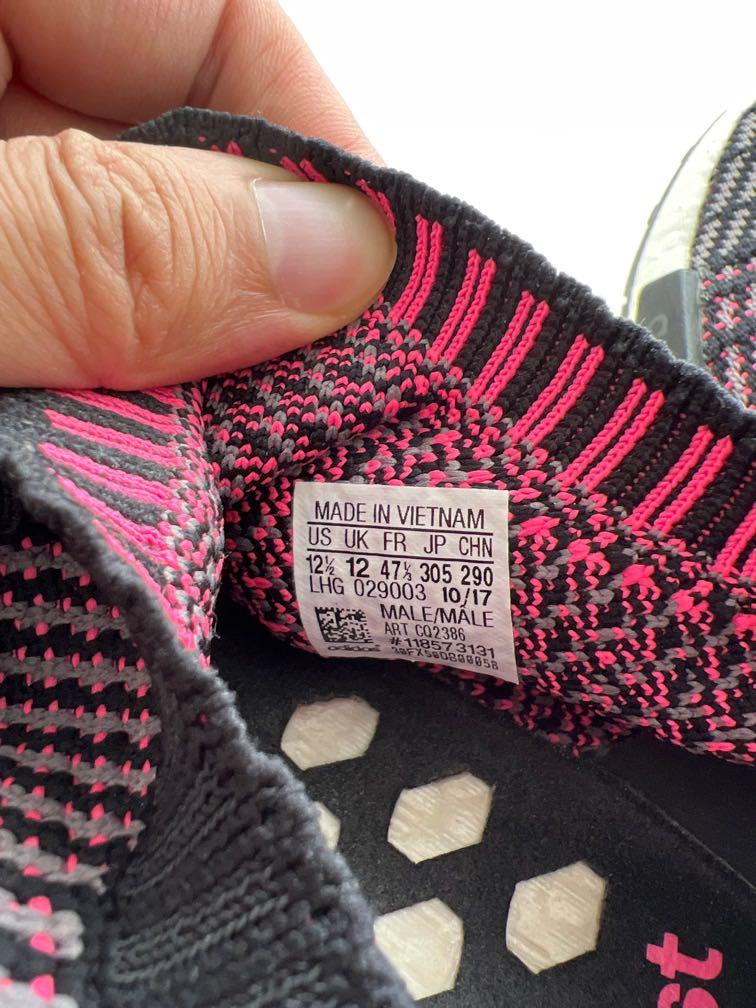 MADE IN VIETNAM
US UK FR JP CHN
12½ 12 47⅓ 305 290
LHG 029003 10/17
MALE/MÂLE
ART CQ2386
# 118573131
adidas
st